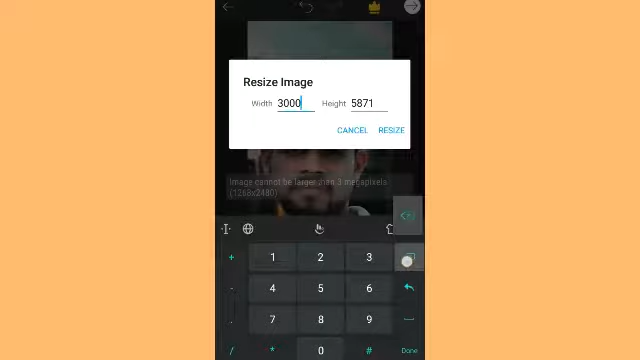 Resize Image
Width 3000 Height 5871
CANCEL RESIZE
Image cannot be larger than 3 megapixels
(1268x2480)
+ 1 2 3
- 4 5 6
. 7 8 9
/ * 0 # Done